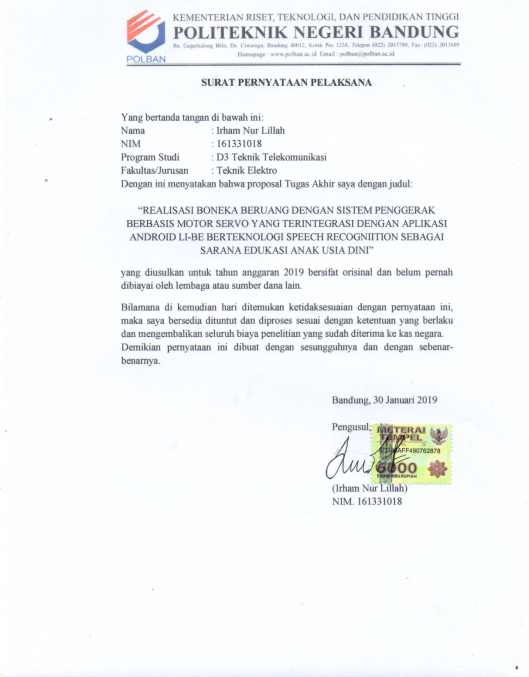 KEMENTERIAN RISET, TEKNOLOGI, DAN PENDIDIKAN TINGGI
POLITEKNIK NEGERI BANDUNG
Jln. Gegerkalong Hilir, Ds. Ciwaruga, Bandung 40012, Kotak Pos 1234, Telepon (022) 2013789, Fax. (022) 2013889
Homepage : www.polban.ac.id Email : polban@polban.ac.id
POLBAN
SURAT PERNYATAAN PELAKSANA
Yang bertanda tangan di bawah ini:
Nama : Irham Nur Lillah
NIM : 161331018
Program Studi : D3 Teknik Telekomunikasi
Fakultas/Jurusan : Teknik Elektro
Dengan ini menyatakan bahwa proposal Tugas Akhir saya dengan judul:
“REALISASI BONEKA BERUANG DENGAN SISTEM PENGGERAK
BERBASIS MOTOR SERVO YANG TERINTEGRASI DENGAN APLIKASI
ANDROID LI-BE BERTEKNOLOGI SPEECH RECOGNIITION SEBAGAI
SARANA EDUKASI ANAK USIA DINI”
yang diusulkan untuk tahun anggaran 2019 bersifat orisinal dan belum pernah
dibiayai oleh lembaga atau sumber dana lain.
Bilamana di kemudian hari ditemukan ketidaksesuaian dengan pernyataan ini,
maka saya bersedia dituntut dan diproses sesuai dengan ketentuan yang berlaku
dan mengembalikan seluruh biaya penelitian yang sudah diterima ke kas negara.
Demikian pernyataan ini dibuat dengan sesungguhnya dan dengan sebenar-
benarnya.
Bandung, 30 Januari 2019
Pengusul,
METERAI
TEMPEL
6000
ENAM RIBU RUPIAH
(Irham Nur Lillah)
NIM. 161331018